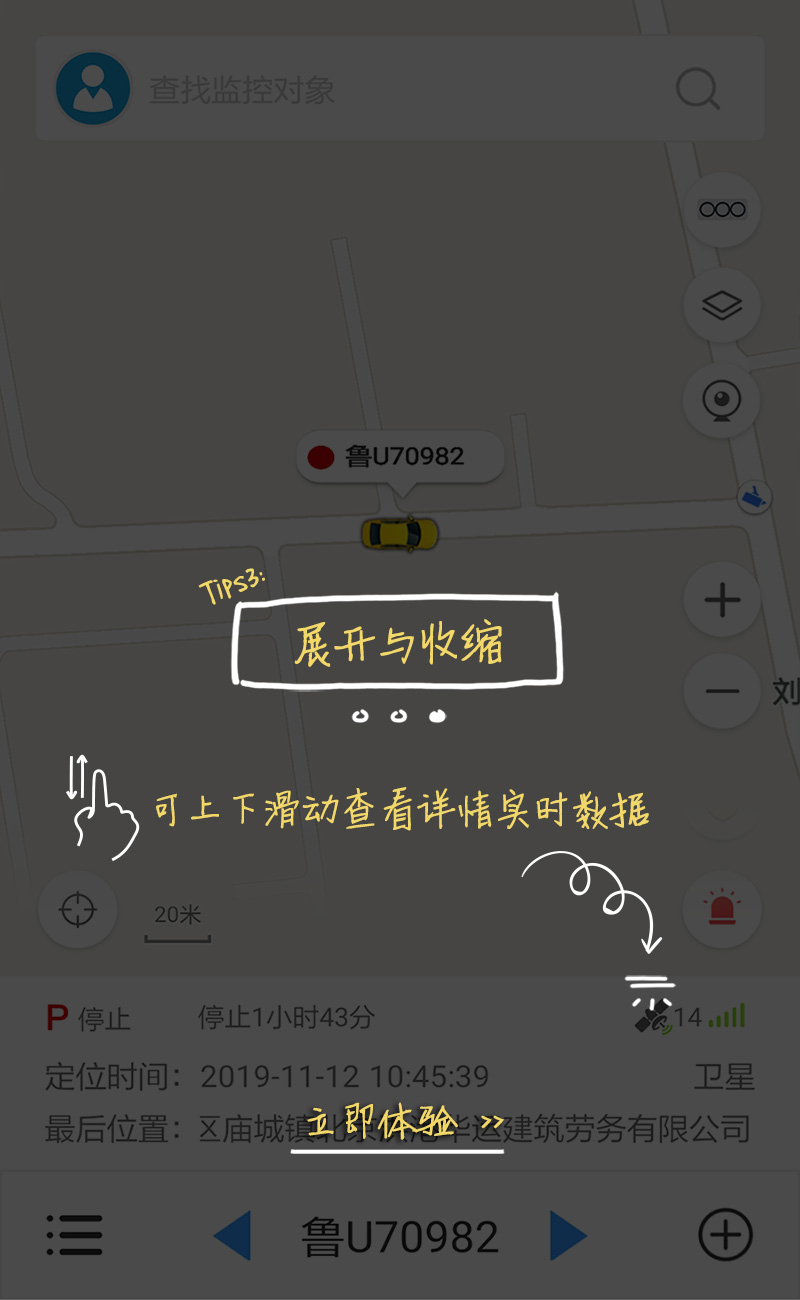 查找监控对象
鲁U70982
Tips3:
展开与收缩
刘
可上下滑动查看详情实时数据
20米
P 停止 停止1小时43分 14
定位时间: 2019-11-12 10:45:39 卫星
最后位置: 区庙城镇北京 华运建筑劳务有限公司
立即体验 >>
鲁U70982